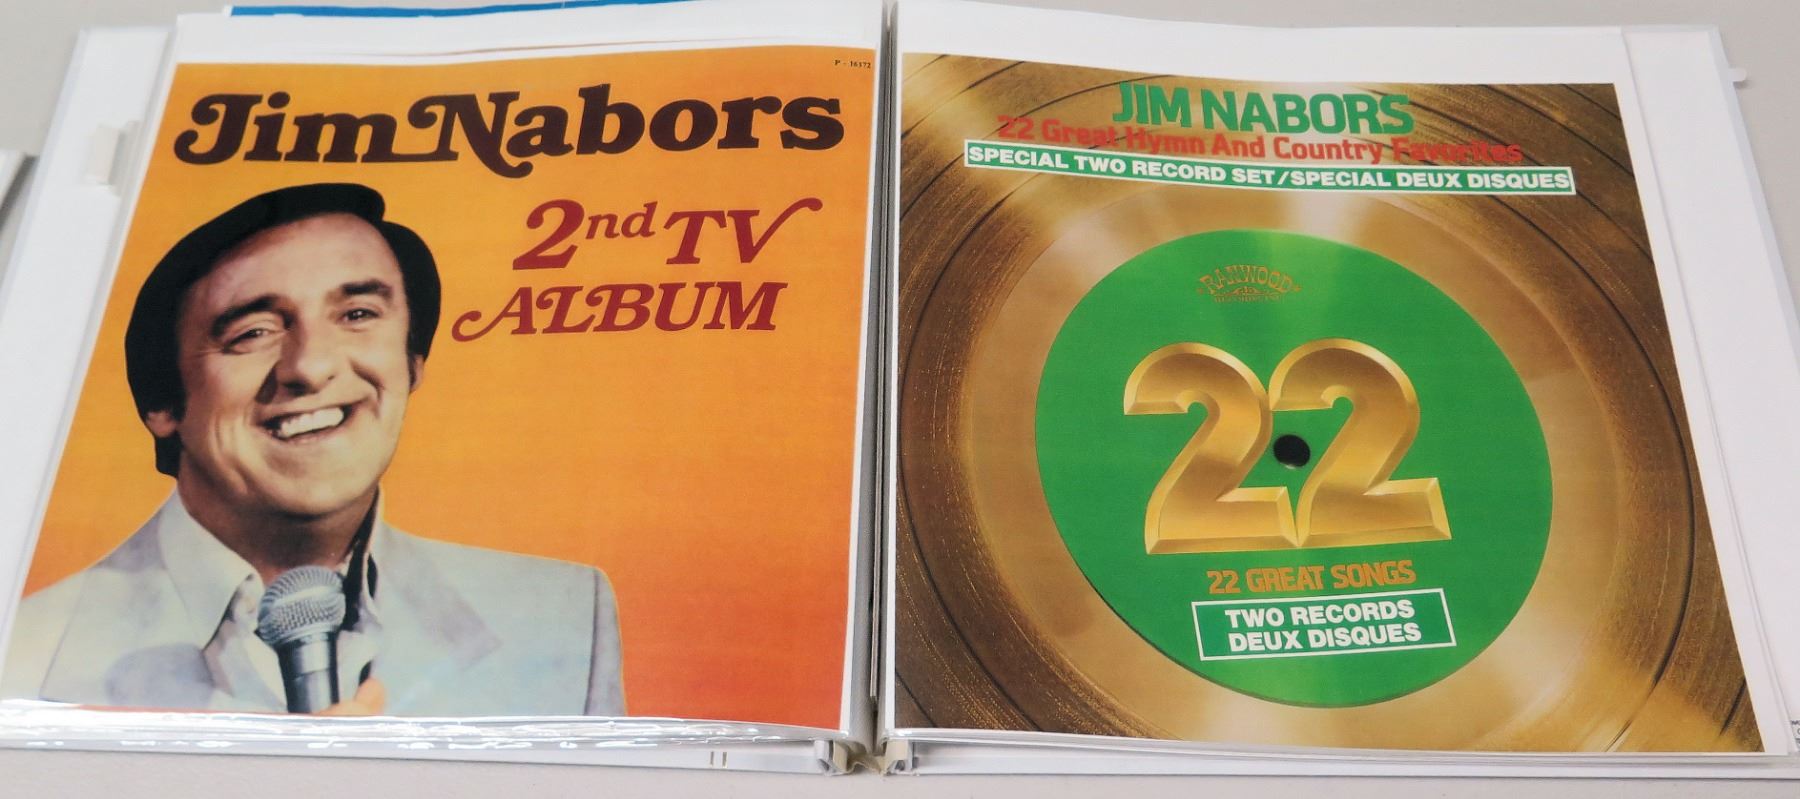 P - 16372
Jim Nabors
2nd TV
ALBUM
JIM NABORS
22 Great Hymn And Country Favorites
SPECIAL TWO RECORD SET/SPECIAL DEUX DISQUES
RANWOOD
22
22 GREAT SONGS
TWO RECORDS
DEUX DISQUES